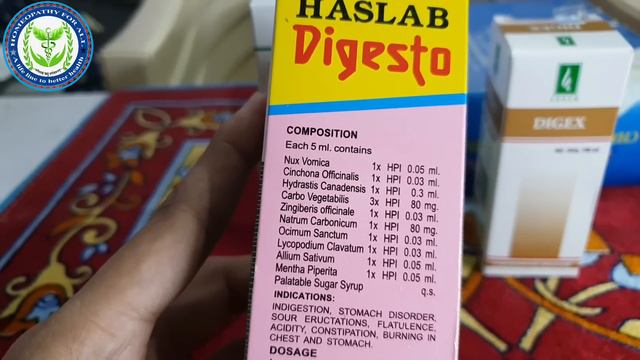 HOMEOPATHY FOR ALL
A life line to better health
HASLAB
Digesto
COMPOSITION
Each 5 ml. contains
Nux Vomica 1x HPI 0.05 ml.
Cinchona Officinalis 1x HPI 0.03 ml.
Hydrastis Canadensis 1x HPI 0.3 ml.
Carbo Vegetabilis 3x HPI 80 mg.
Zingiberis officinale 1x HPI 0.03 ml.
Natrum Carbonicum 1x HPI 80 mg.
Ocimum Sanctum 1x HPI 0.03 ml.
Lycopodium Clavatum 1x HPI 0.03 ml.
Allium Sativum 1x HPI 0.05 ml.
Mentha Piperita 1x HPI 0.05 ml.
Palatable Sugar Syrup q.s.
INDICATIONS:
INDIGESTION, STOMACH DISORDER,
SOUR ERUCTATIONS, FLATULENCE,
ACIDITY, CONSTIPATION, BURNING IN
CHEST AND STOMACH.
DOSAGE
DIGEX